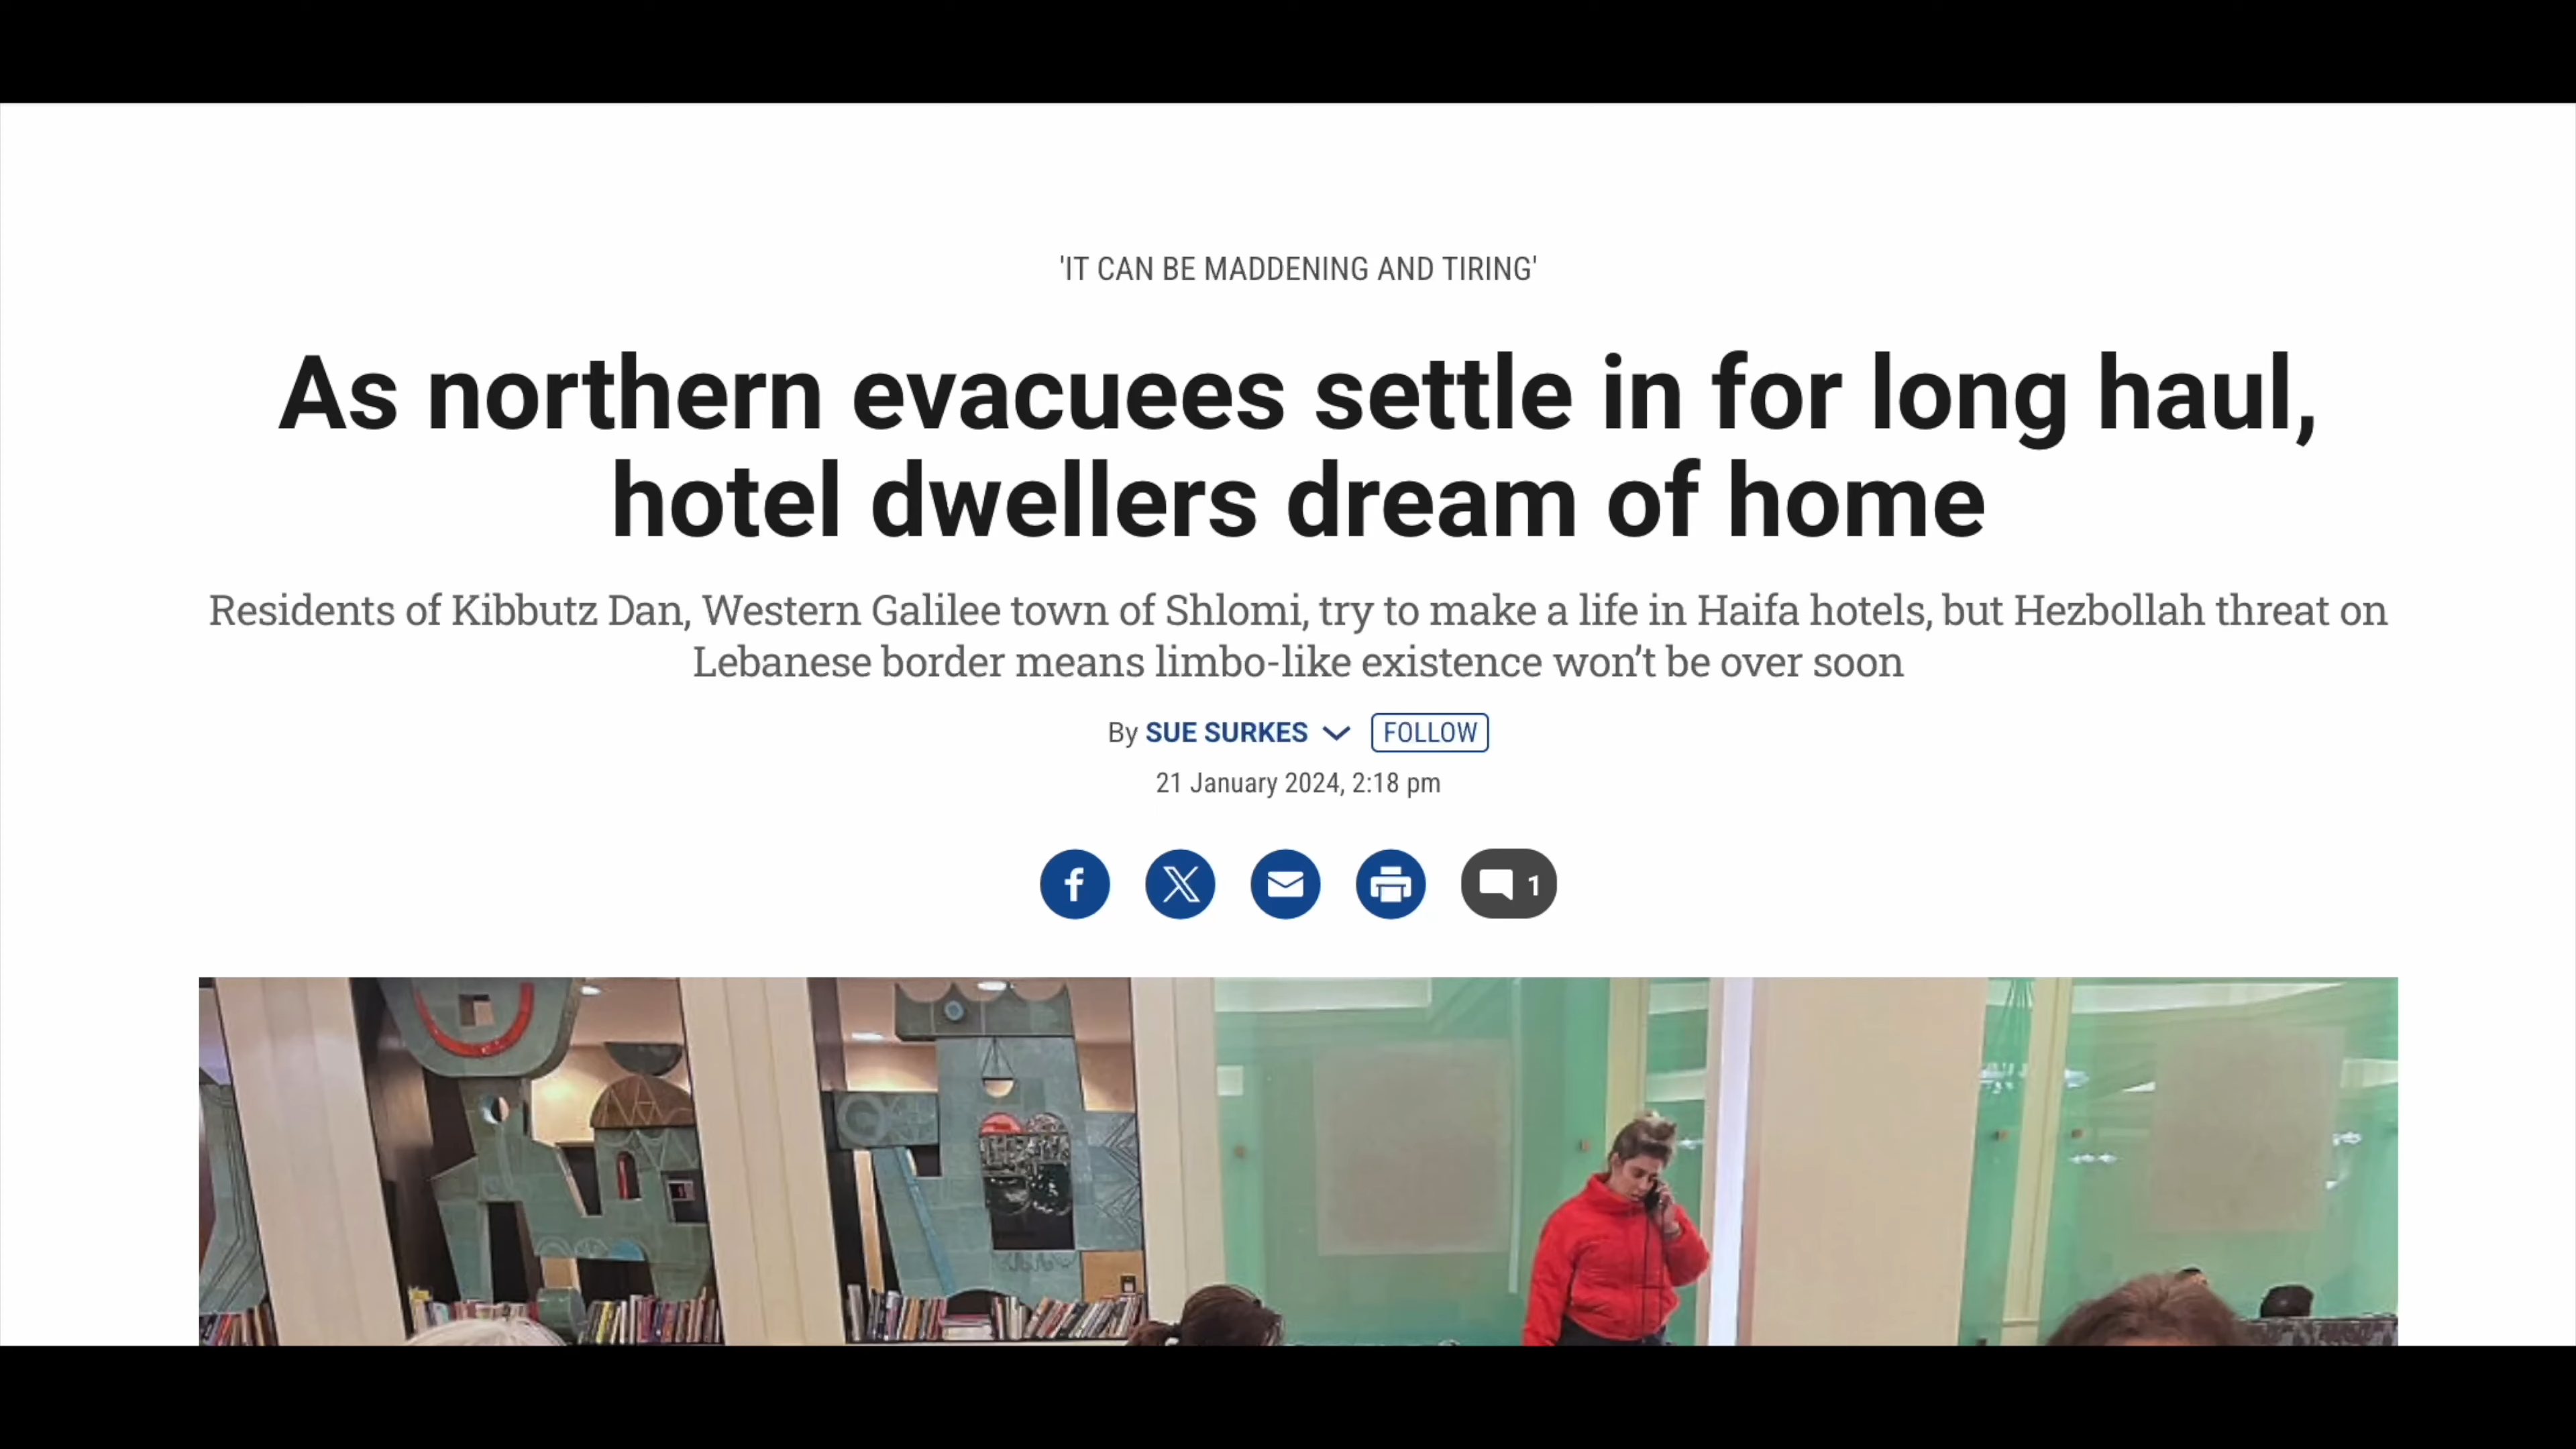 'IT CAN BE MADDENING AND TIRING'
As northern evacuees settle in for long haul,
hotel dwellers dream of home
Residents of Kibbutz Dan, Western Galilee town of Shlomi, try to make a life in Haifa hotels, but Hezbollah threat on
Lebanese border means limbo-like existence won’t be over soon
By SUE SURKES FOLLOW
21 January 2024, 2:18 pm
1